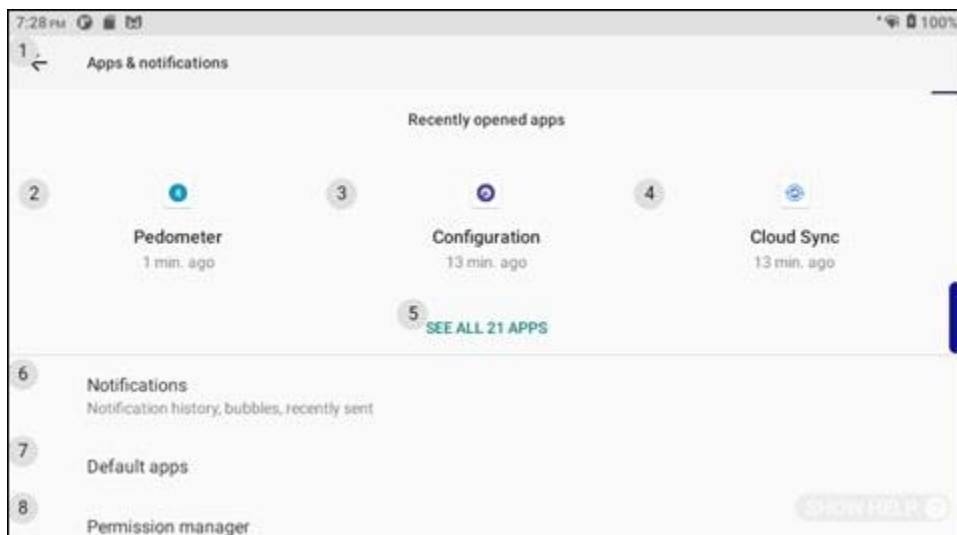 7:28 PM 100%
1 Apps & notifications
Recently opened apps
2 3 4
Pedometer Configuration Cloud Sync
1 min. ago 13 min. ago 13 min. ago
5 SEE ALL 21 APPS
6 Notifications
Notification history, bubbles, recently sent
7 Default apps
8 Permission manager
SHOW HELP